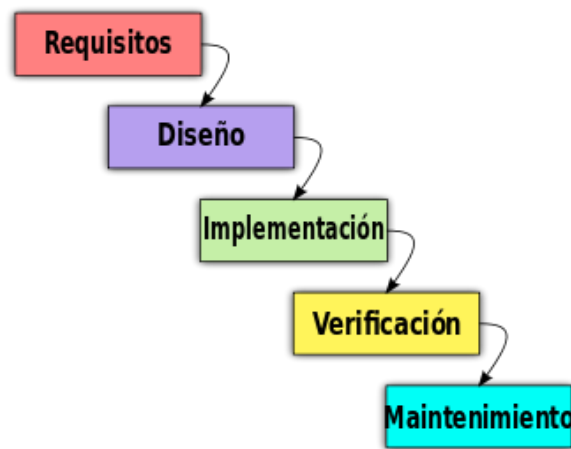 Requisitos
Diseño
Implementación
Verificación
Maintenimiento